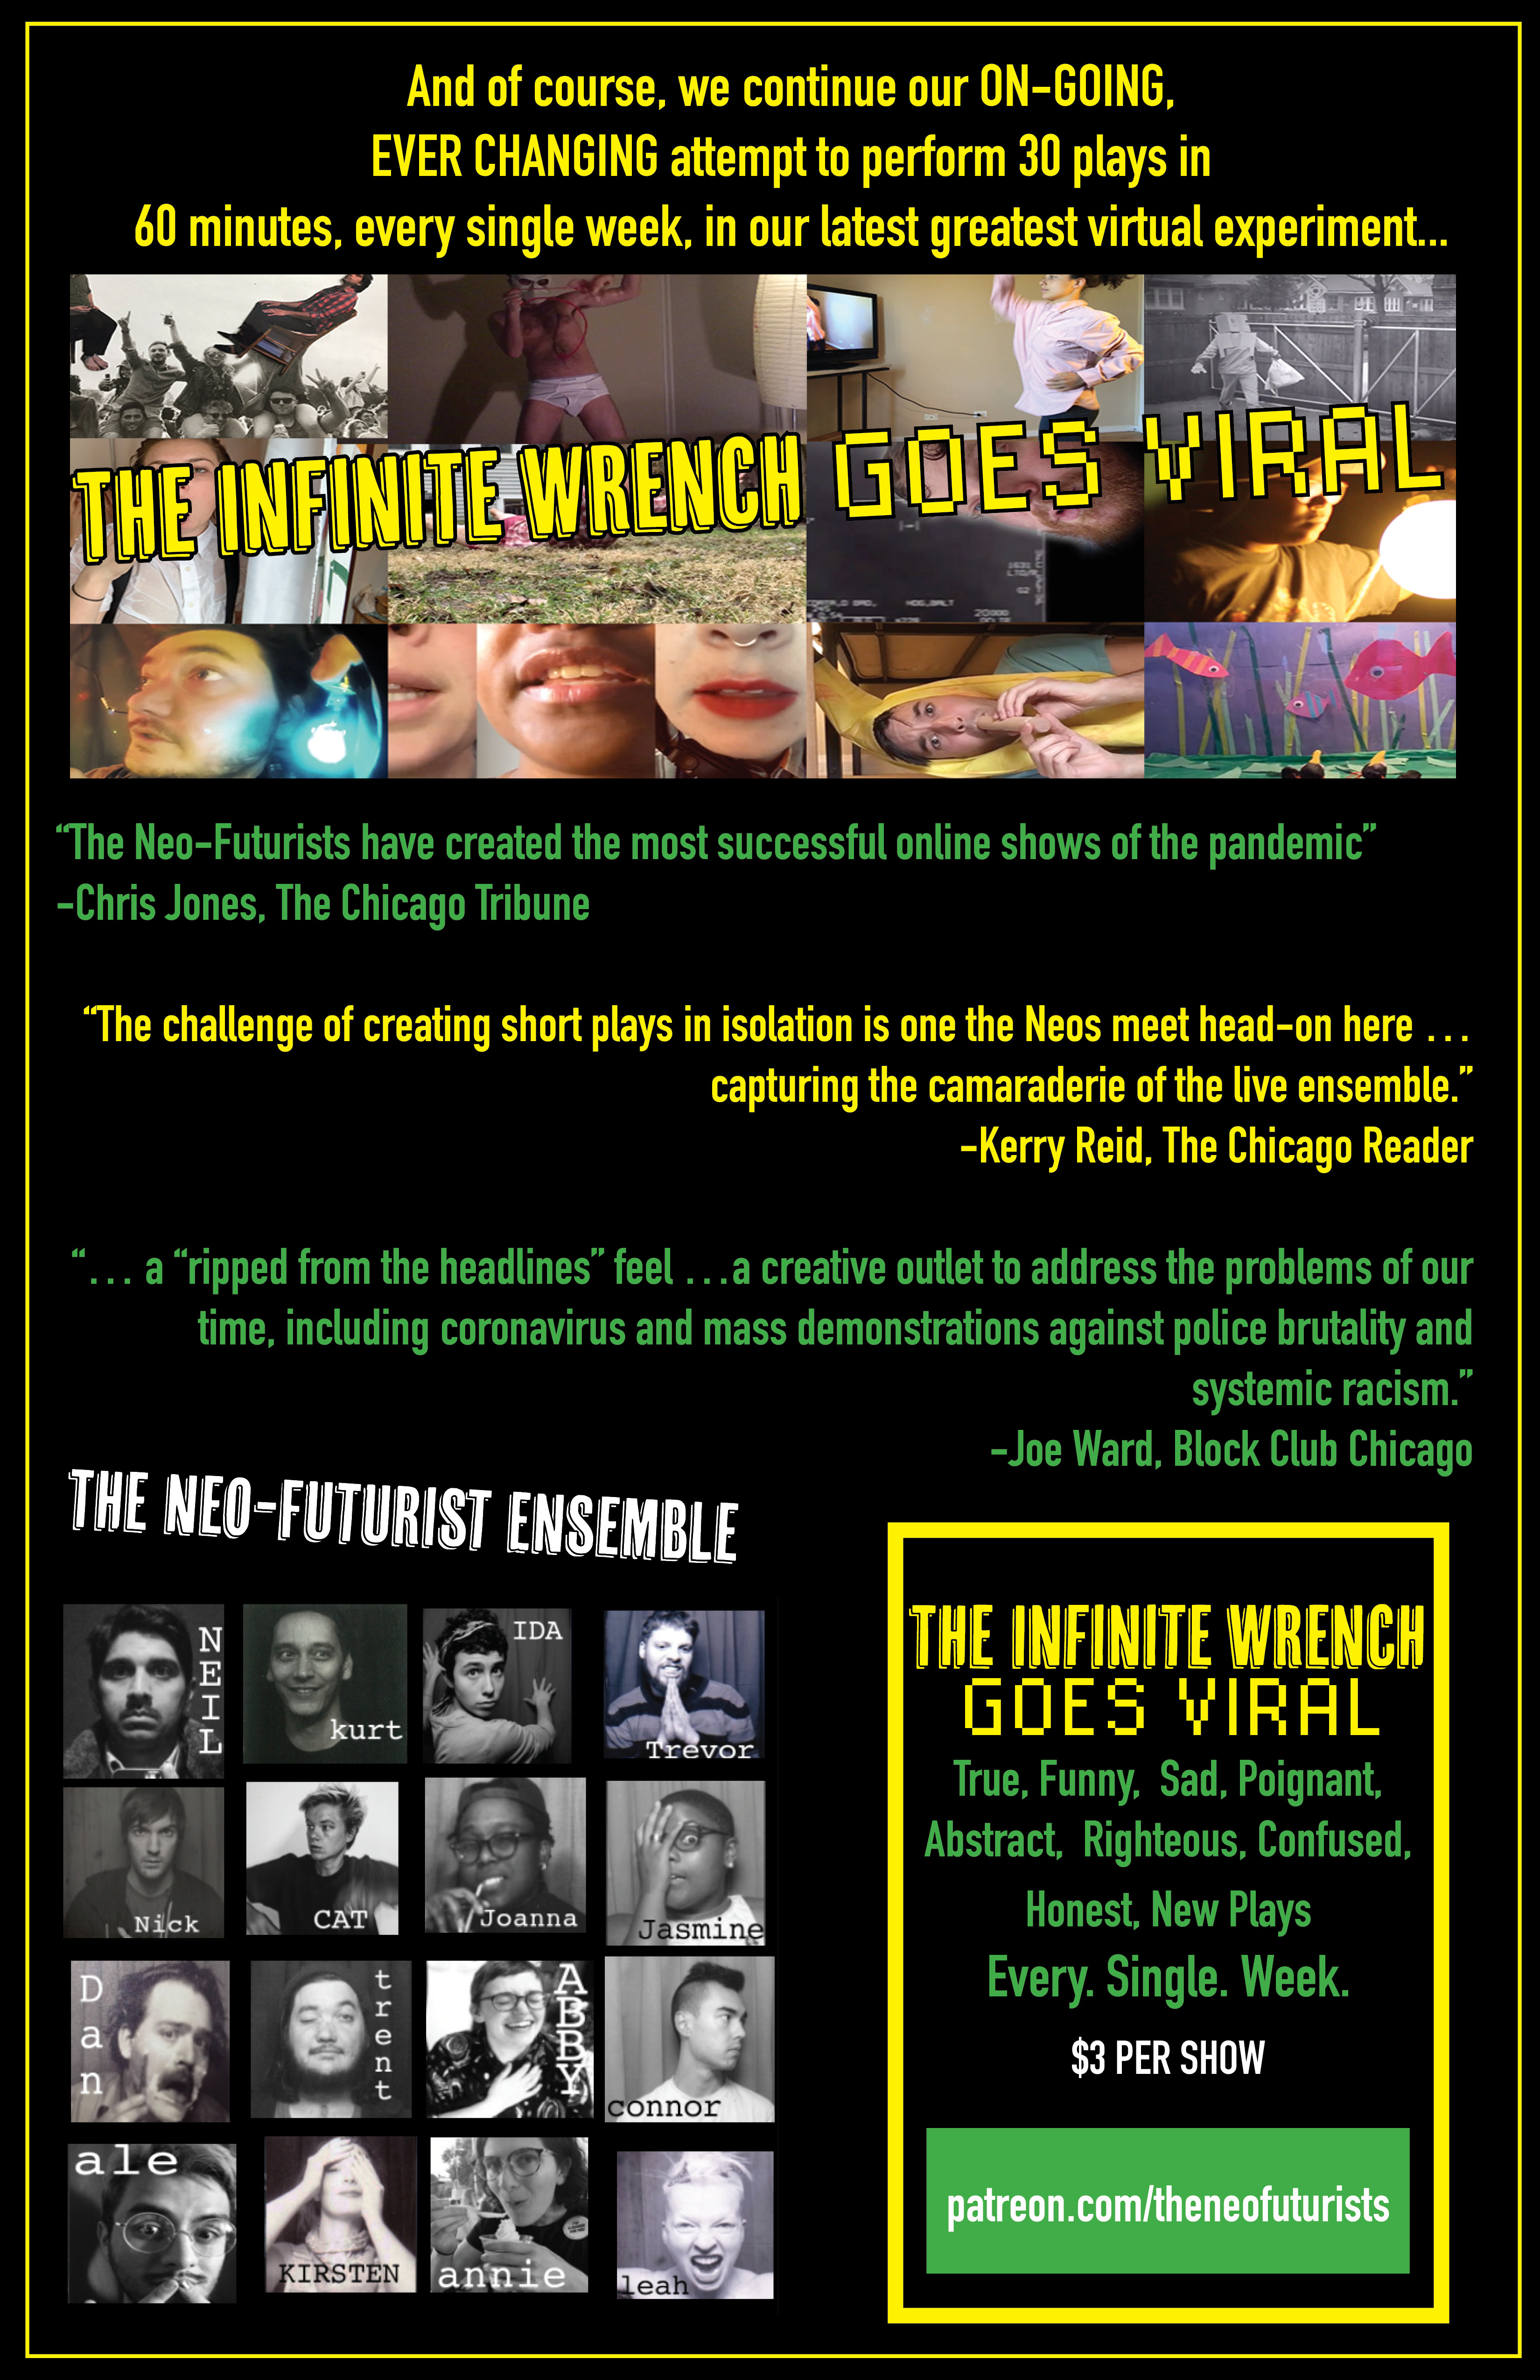 And of course, we continue our ON-GOING,
EVER CHANGING attempt to perform 30 plays in
60 minutes, every single week, in our latest greatest virtual experiment...
THE INFINITE WRENCH GOES VIRAL
20000
“The Neo-Futurists have created the most successful online shows of the pandemic”
-Chris Jones, The Chicago Tribune
“The challenge of creating short plays in isolation is one the Neos meet head-on here . . .
capturing the camaraderie of the live ensemble.”
-Kerry Reid, The Chicago Reader
“. . . a “ripped from the headlines” feel . . .a creative outlet to address the problems of our
time, including coronavirus and mass demonstrations against police brutality and
systemic racism.”
-Joe Ward, Block Club Chicago
THE NEO-FUTURIST ENSEMBLE
NEIL
kurt
IDA
Trevor
Nick
CAT
Joanna
Jasmine
Dan
trent
ABBY
connor
ale
KIRSTEN
annie
leah
THE INFINITE WRENCH
GOES VIRAL
True, Funny, Sad, Poignant,
Abstract, Righteous, Confused,
Honest, New Plays
Every. Single. Week.
$3 PER SHOW
patreon.com/theneofuturists